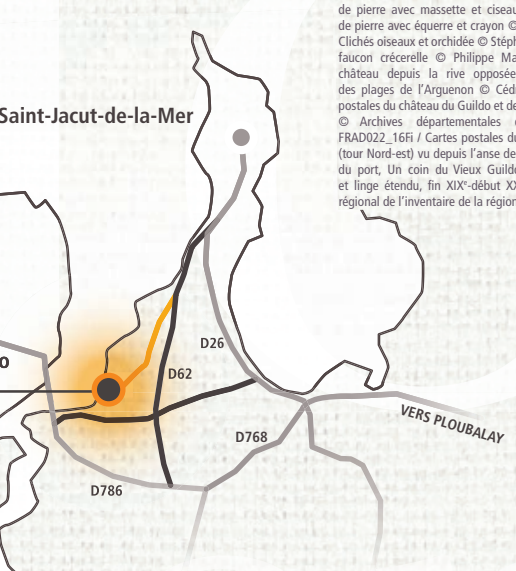 de pierre avec massette et ciseau
de pierre avec équerre et crayon ©
Clichés oiseaux et orchidée © Stéph
faucon crécerelle © Philippe Ma
château depuis la rive opposée
des plages de l'Arguenon © Cédr
postales du château du Guildo et de
© Archives départementales
FRAD022_16Fi / Cartes postales du
(tour Nord-est) vu depuis l'anse de
du port, Un coin du Vieux Guildo
et linge étendu, fin XIXᵉ-début XX
régional de l'inventaire de la région
Saint-Jacut-de-la-Mer
D26
D62
VERS PLOUBALAY
D768
D786